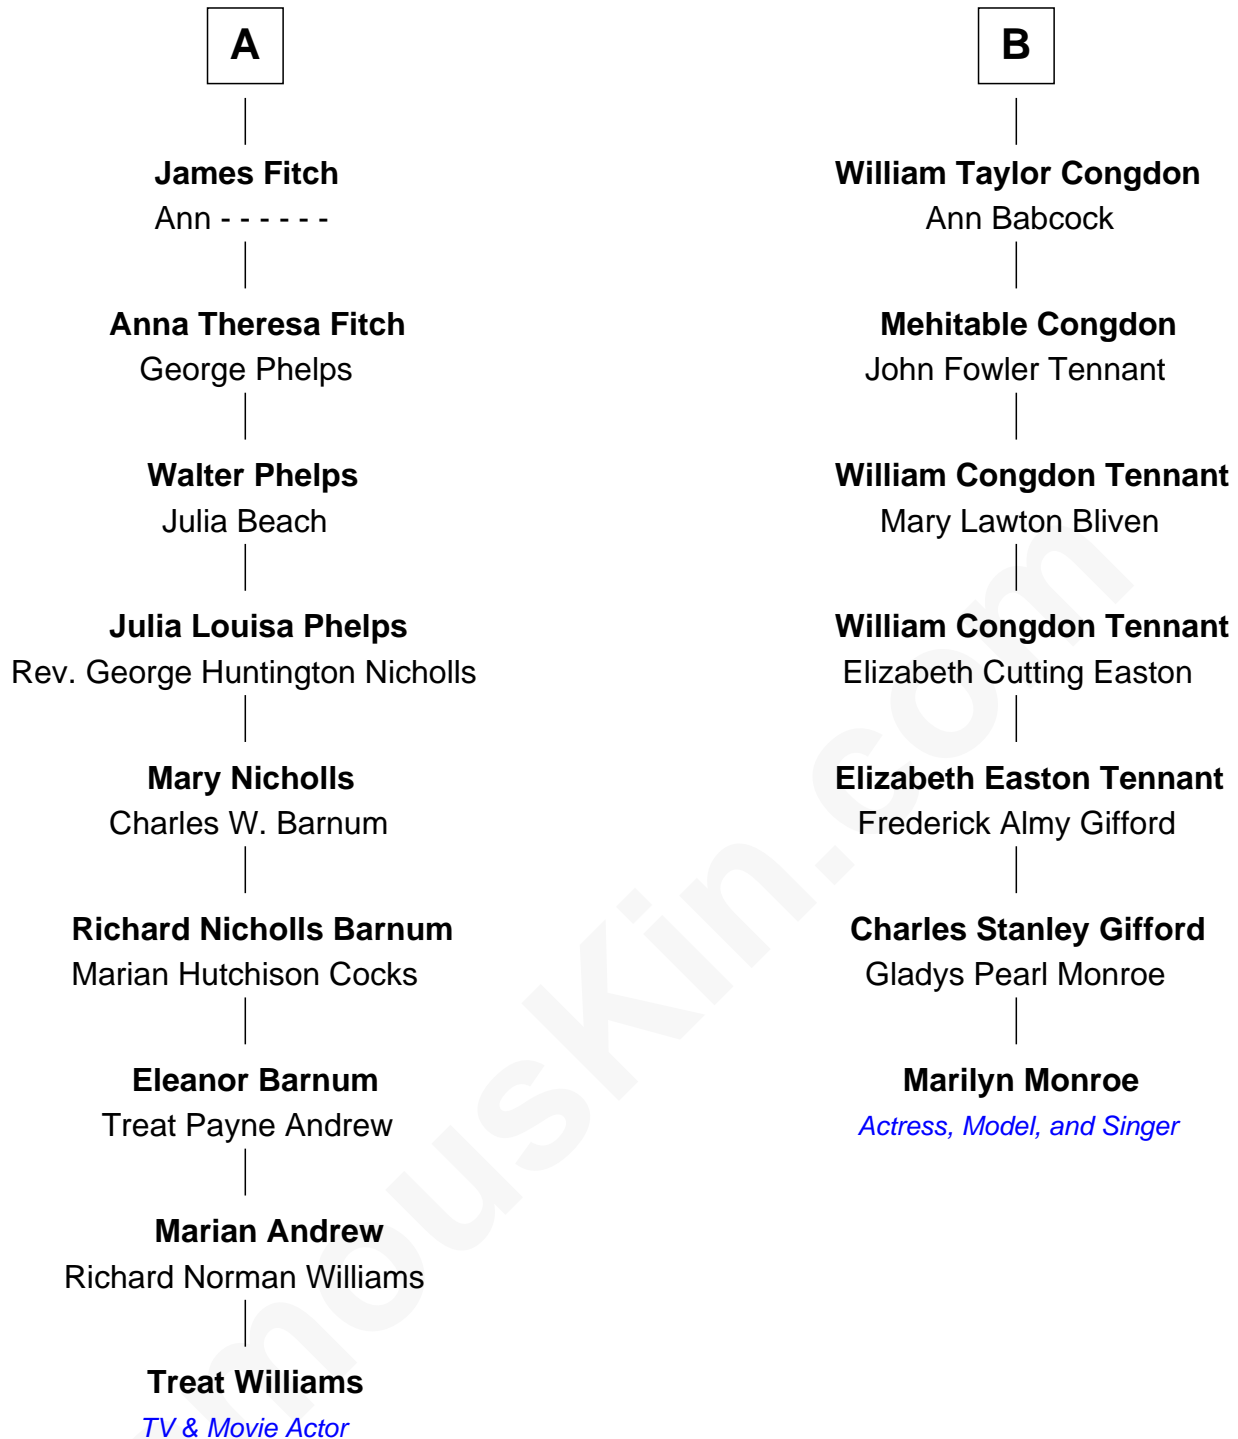 A
James Fitch
Ann - - - - - -
Anna Theresa Fitch
George Phelps
Walter Phelps
Julia Beach
Julia Louisa Phelps
Rev. George Huntington Nicholls
Mary Nicholls
Charles W. Barnum
Richard Nicholls Barnum
Marian Hutchison Cocks
Eleanor Barnum
Treat Payne Andrew
Marian Andrew
Richard Norman Williams
Treat Williams
TV & Movie Actor
B
William Taylor Congdon
Ann Babcock
Mehitable Congdon
John Fowler Tennant
William Congdon Tennant
Mary Lawton Bliven
William Congdon Tennant
Elizabeth Cutting Easton
Elizabeth Easton Tennant
Frederick Almy Gifford
Charles Stanley Gifford
Gladys Pearl Monroe
Marilyn Monroe
Actress, Model, and Singer
mouskin.com